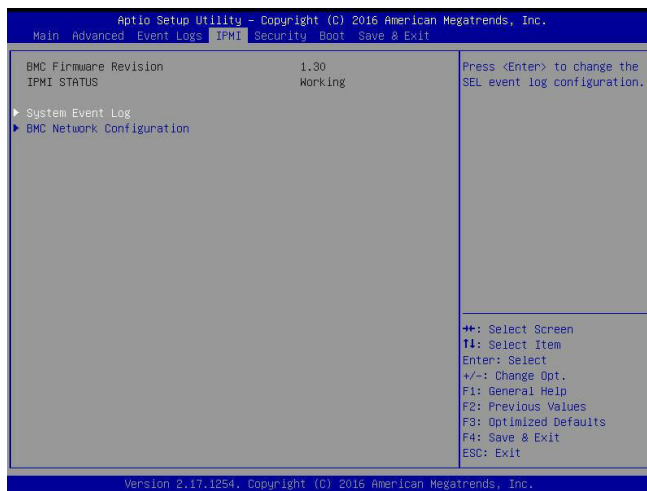 Aptio Setup Utility – Copyright (C) 2016 American Megatrends, Inc.
Main Advanced Event Logs IPMI Security Boot Save & Exit
BMC Firmware Revision 1.30
IPMI STATUS Working
System Event Log
BMC Network Configuration
Press <Enter> to change the
SEL event log configuration.
→←: Select Screen
↑↓: Select Item
Enter: Select
+/-: Change Opt.
F1: General Help
F2: Previous Values
F3: Optimized Defaults
F4: Save & Exit
ESC: Exit
Version 2.17.1254. Copyright (C) 2016 American Megatrends, Inc.